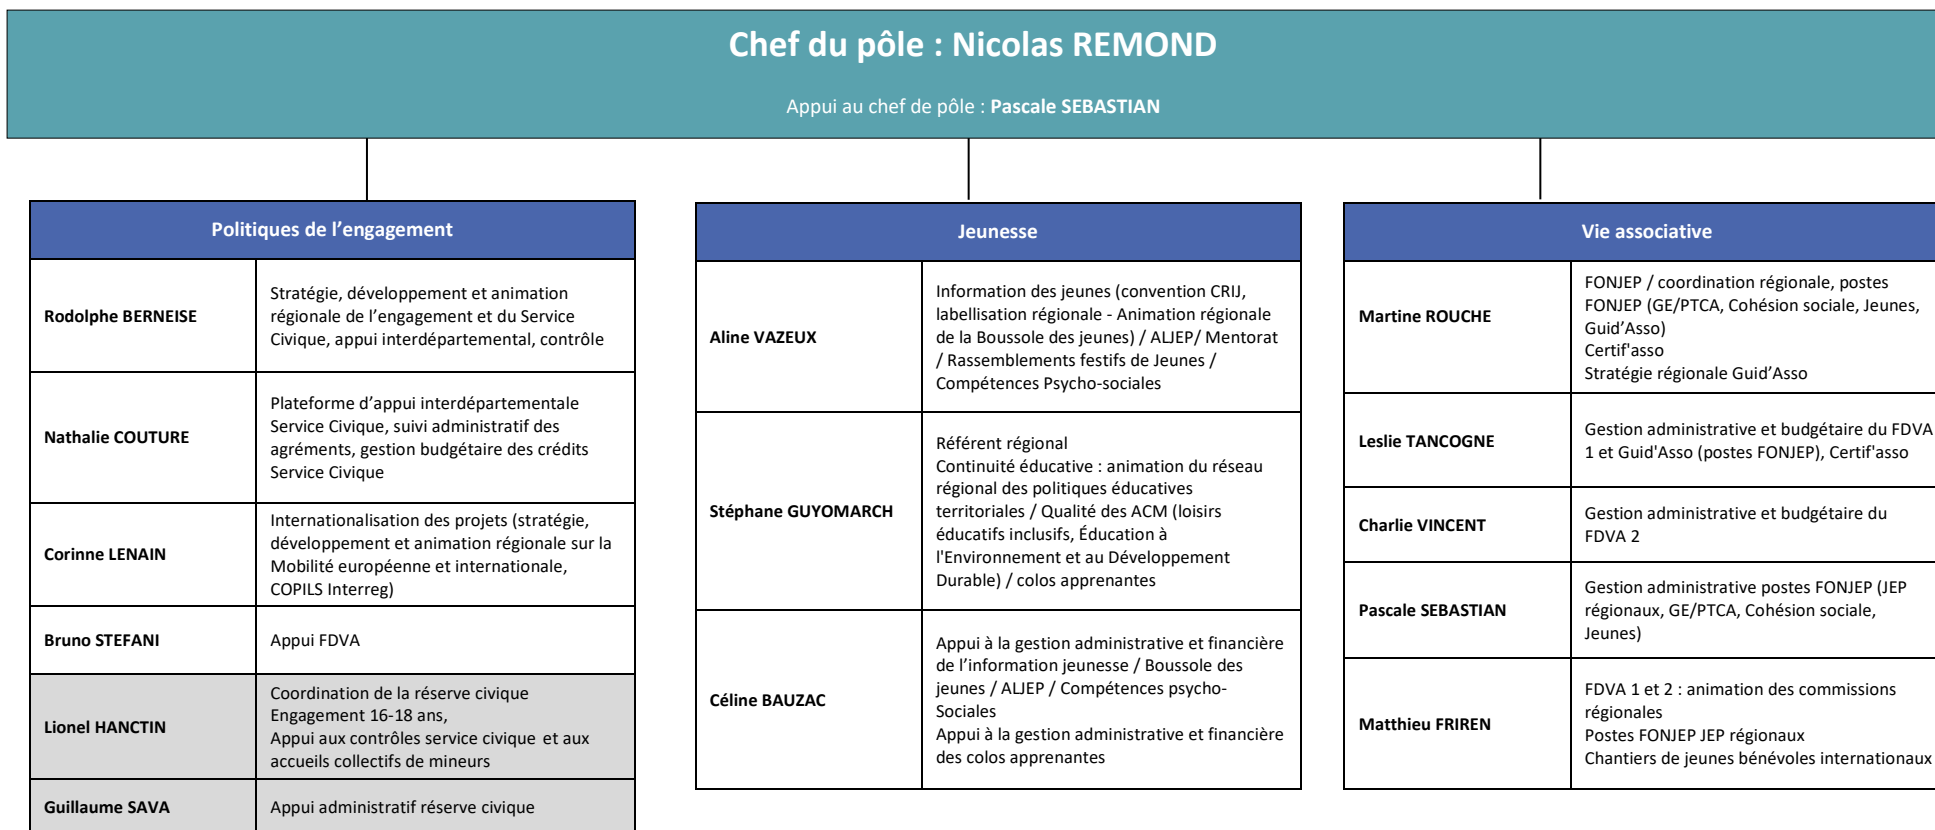 Chef du pôle : Nicolas REMOND
Appui au chef de pôle : Pascale SEBASTIAN
Politiques de l’engagement
Rodolphe BERNEISE
Stratégie, développement et animation
régionale de l’engagement et du Service
Civique, appui interdépartemental, contrôle
Nathalie COUTURE
Plateforme d’appui interdépartementale
Service Civique, suivi administratif des
agréments, gestion budgétaire des crédits
Service Civique
Corinne LENAIN
Internationalisation des projets (stratégie,
développement et animation régionale sur la
Mobilité européenne et internationale,
COPILS Interreg)
Bruno STEFANI
Appui FDVA
Lionel HANCTIN
Coordination de la réserve civique
Engagement 16-18 ans,
Appui aux contrôles service civique et aux
accueils collectifs de mineurs
Guillaume SAVA
Appui administratif réserve civique
Jeunesse
Aline VAZEUX
Information des jeunes (convention CRIJ,
labellisation régionale - Animation régionale
de la Boussole des jeunes) / ALJEP/ Mentorat
/ Rassemblements festifs de Jeunes /
Compétences Psycho-sociales
Stéphane GUYOMARCH
Référent régional
Continuité éducative : animation du réseau
régional des politiques éducatives
territoriales / Qualité des ACM (loisirs
éducatifs inclusifs, Éducation à
l'Environnement et au Développement
Durable) / colos apprenantes
Céline BAUZAC
Appui à la gestion administrative et financière
de l’information jeunesse / Boussole des
jeunes / ALJEP / Compétences psycho-
Sociales
Appui à la gestion administrative et financière
des colos apprenantes
Vie associative
Martine ROUCHE
FONJEP / coordination régionale, postes
FONJEP (GE/PTCA, Cohésion sociale, Jeunes,
Guid’Asso)
Certif'asso
Stratégie régionale Guid’Asso
Leslie TANCOGNE
Gestion administrative et budgétaire du FDVA
1 et Guid'Asso (postes FONJEP), Certif'asso
Charlie VINCENT
Gestion administrative et budgétaire du
FDVA 2
Pascale SEBASTIAN
Gestion administrative postes FONJEP (JEP
régionaux, GE/PTCA, Cohésion sociale,
Jeunes)
Matthieu FRIREN
FDVA 1 et 2 : animation des commissions
régionales
Postes FONJEP JEP régionaux
Chantiers de jeunes bénévoles internationaux